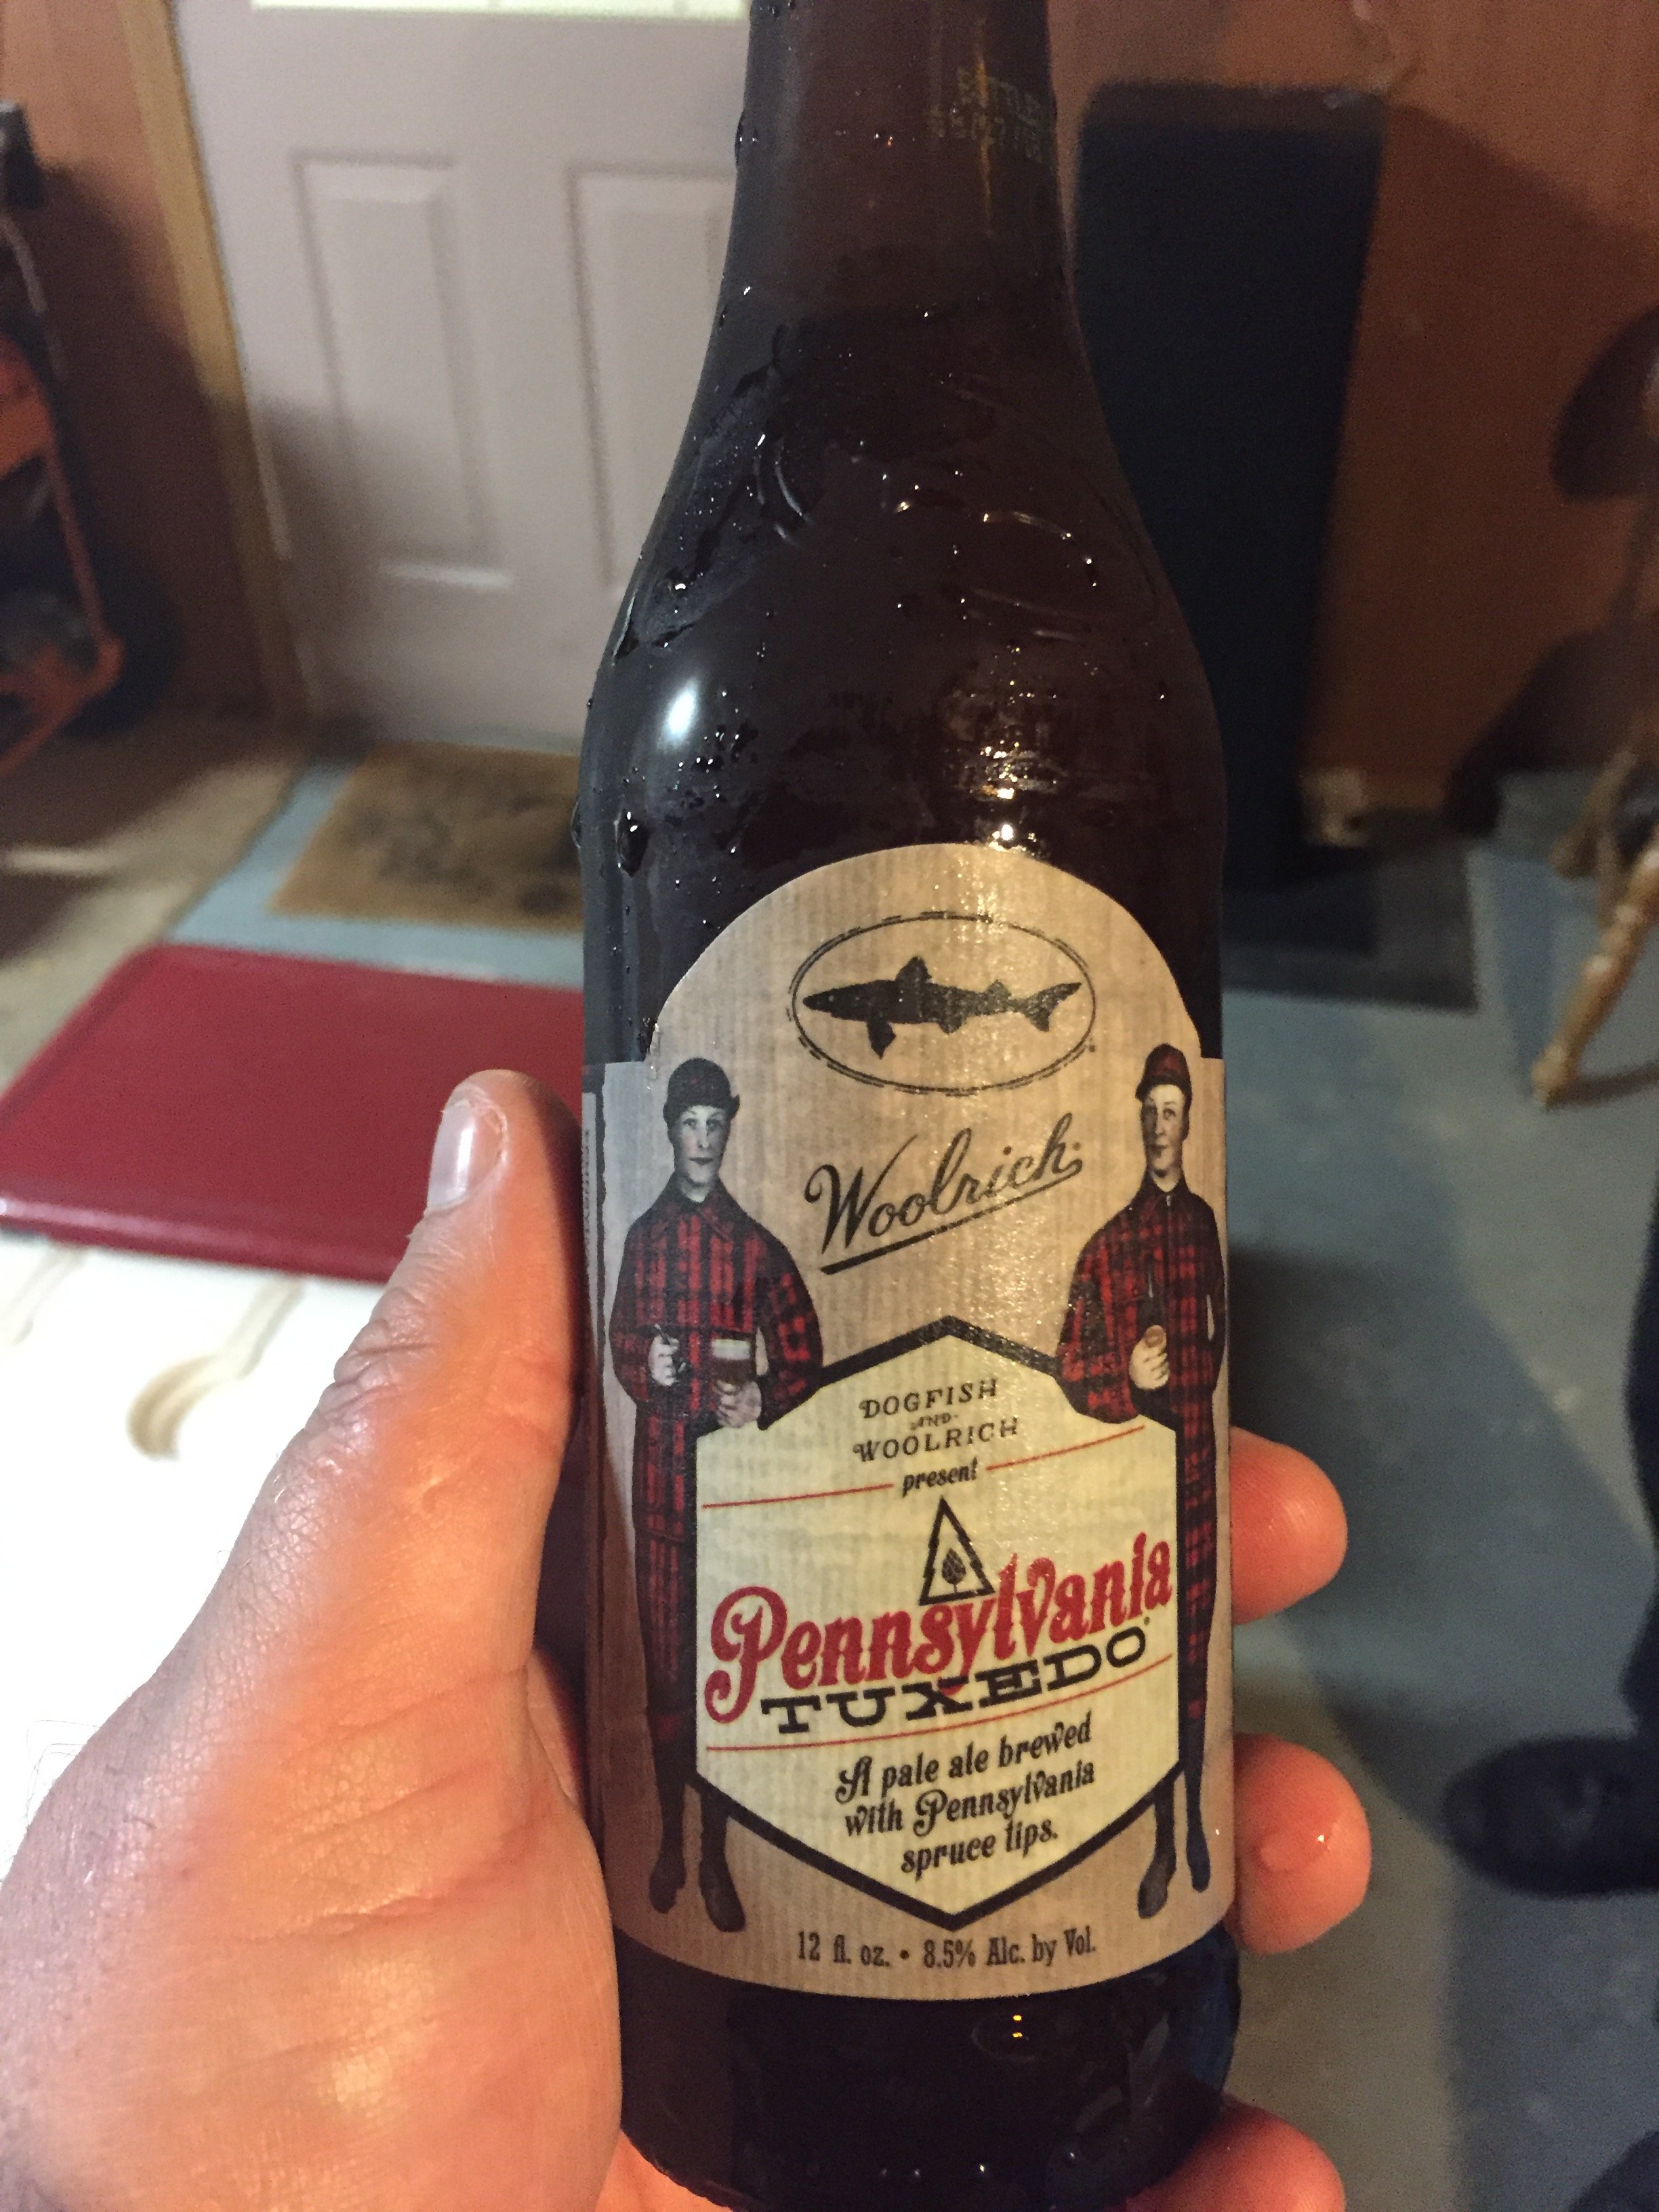 Woolrich
DOGFISH
AND
WOOLRICH
present
Pennsylvania
TUXEDO
A pale ale brewed
with Pennsylvania
spruce tips.
12 fl. oz. • 8.5% Alc. by Vol.